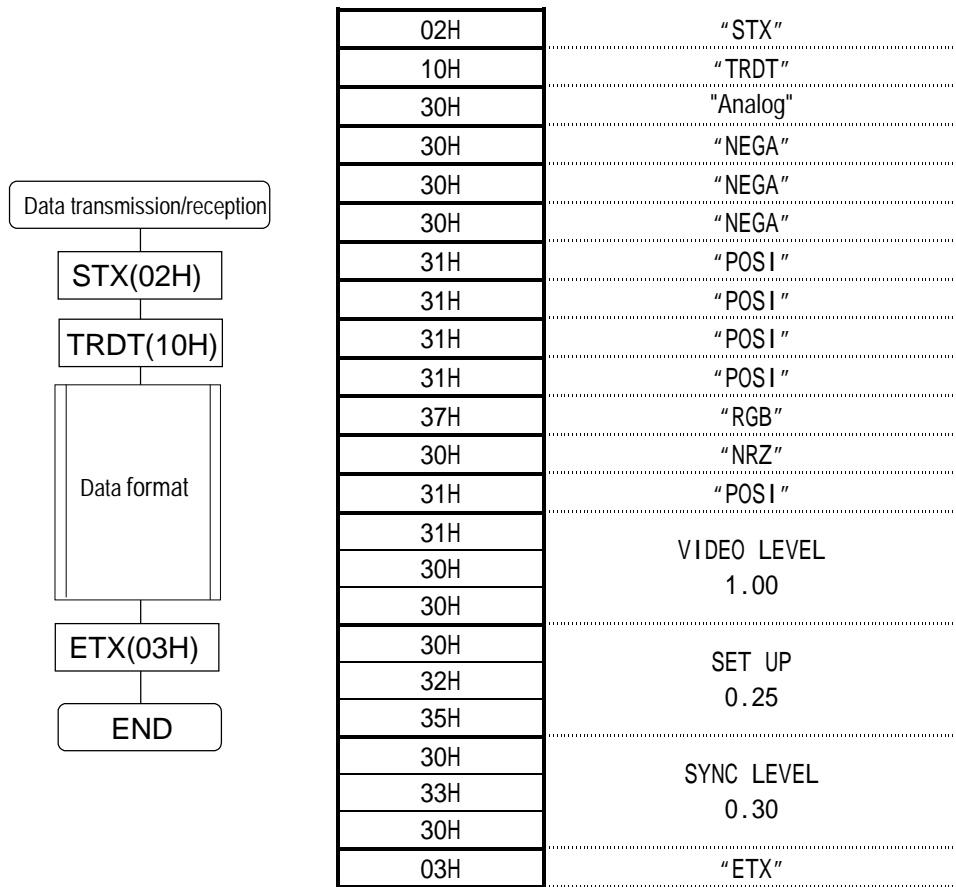 Data transmission/reception
STX(02H)
TRDT(10H)
Data format
ETX(03H)
END
02H "STX"
10H "TRDT"
30H "Analog"
30H "NEGA"
30H "NEGA"
30H "NEGA"
31H "POSI"
31H "POSI"
31H "POSI"
31H "POSI"
37H "RGB"
30H "NRZ"
31H "POSI"
31H
30H
30H
VIDEO LEVEL
1.00
30H
32H
35H
SET UP
0.25
30H
33H
30H
SYNC LEVEL
0.30
03H "ETX"